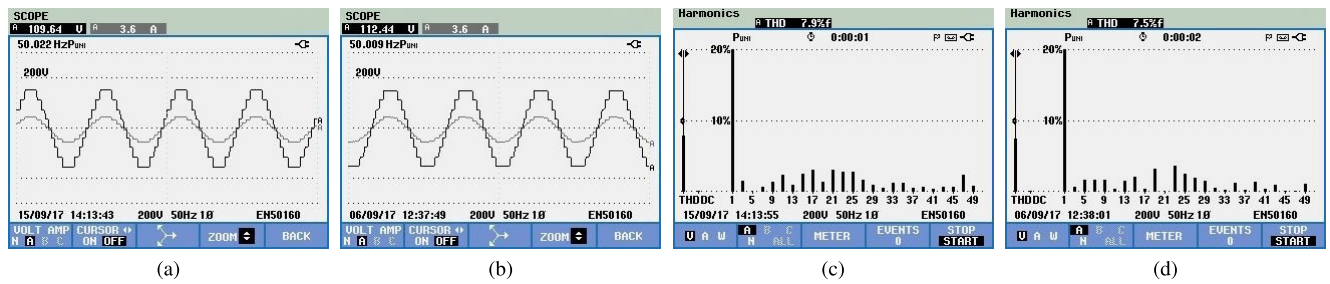 SCOPE
A 109.64 V A 3.6 A
50.022 Hz PUNI
200V
A
A
15/09/17 14:13:43 200V 50Hz 1Ø EN50160
VOLT AMP
N A B C
CURSOR
ON OFF
ZOOM
BACK
(a)
SCOPE
A 112.44 V A 3.6 A
50.009 Hz PUNI
200V
A
A
06/09/17 12:37:49 200V 50Hz 1Ø EN50160
VOLT AMP
N A B C
CURSOR
ON OFF
ZOOM
BACK
(b)
Harmonics
A THD 7.9%f
PUNI 0:00:01 P
20%
10%
THDDC 1 5 9 13 17 21 25 29 33 37 41 45 49
15/09/17 14:13:55 200V 50Hz 1Ø EN50160
V A W
A B C
N ALL
METER
EVENTS
0
STOP
START
(c)
Harmonics
A THD 7.5%f
PUNI 0:00:02 P
20%
10%
THDDC 1 5 9 13 17 21 25 29 33 37 41 45 49
06/09/17 12:38:01 200V 50Hz 1Ø EN50160
V A W
A B C
N ALL
METER
EVENTS
0
STOP
START
(d)